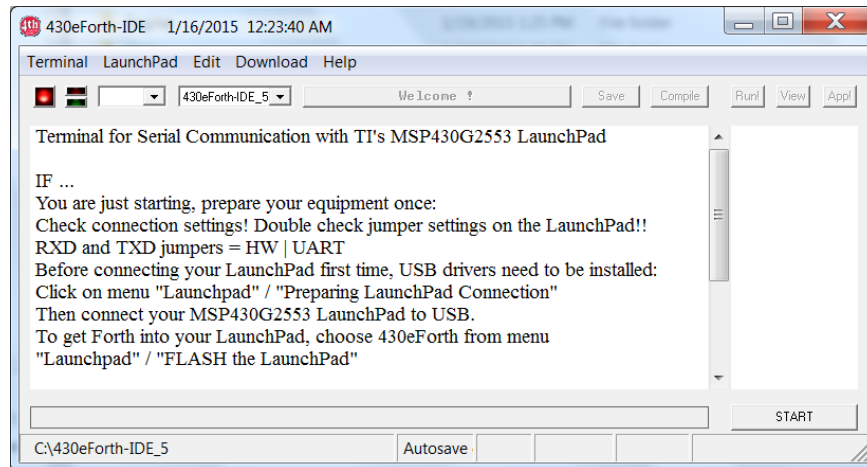 4th 430eForth-IDE 1/16/2015 12:23:40 AM
Terminal LaunchPad Edit Download Help
430eForth-IDE_5 Welcome ! Save Compile Run! View App!
Terminal for Serial Communication with TI's MSP430G2553 LaunchPad
IF ...
You are just starting, prepare your equipment once:
Check connection settings! Double check jumper settings on the LaunchPad!!
RXD and TXD jumpers = HW | UART
Before connecting your LaunchPad first time, USB drivers need to be installed:
Click on menu "Launchpad" / "Preparing LaunchPad Connection"
Then connect your MSP430G2553 LaunchPad to USB.
To get Forth into your LaunchPad, choose 430eForth from menu
"Launchpad" / "FLASH the LaunchPad"
START
C:\430eForth-IDE_5 Autosave